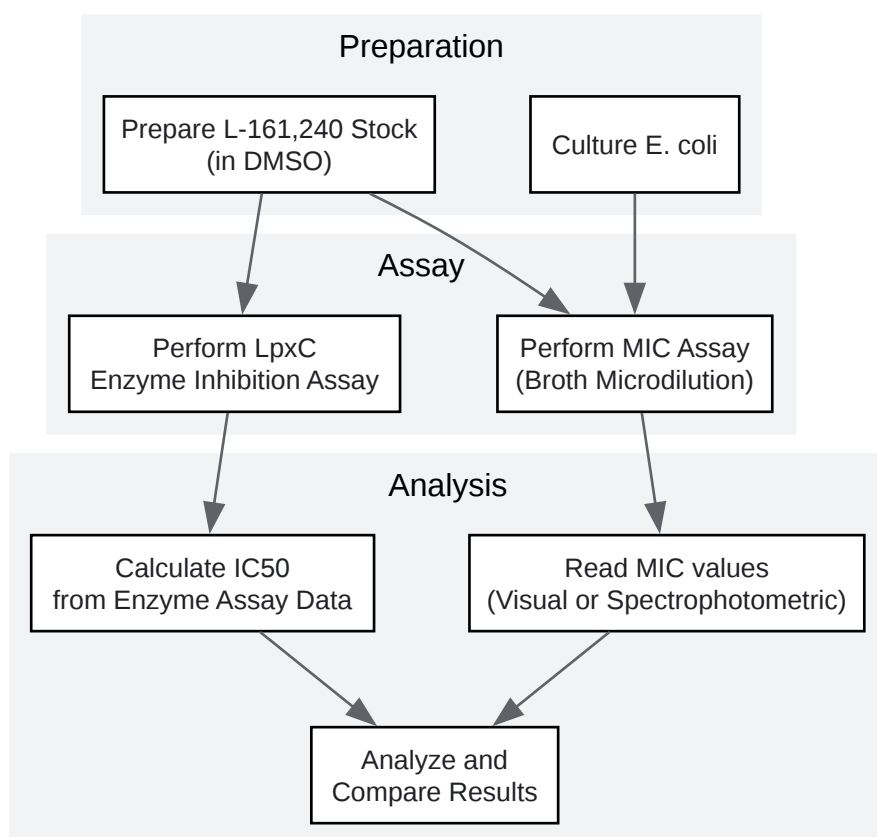 Preparation
Prepare L-161,240 Stock
(in DMSO)
Culture E. coli
Assay
Perform LpxC
Enzyme Inhibition Assay
Perform MIC Assay
(Broth Microdilution)
Analysis
Calculate IC50
from Enzyme Assay Data
Read MIC values
(Visual or Spectrophotometric)
Analyze and
Compare Results